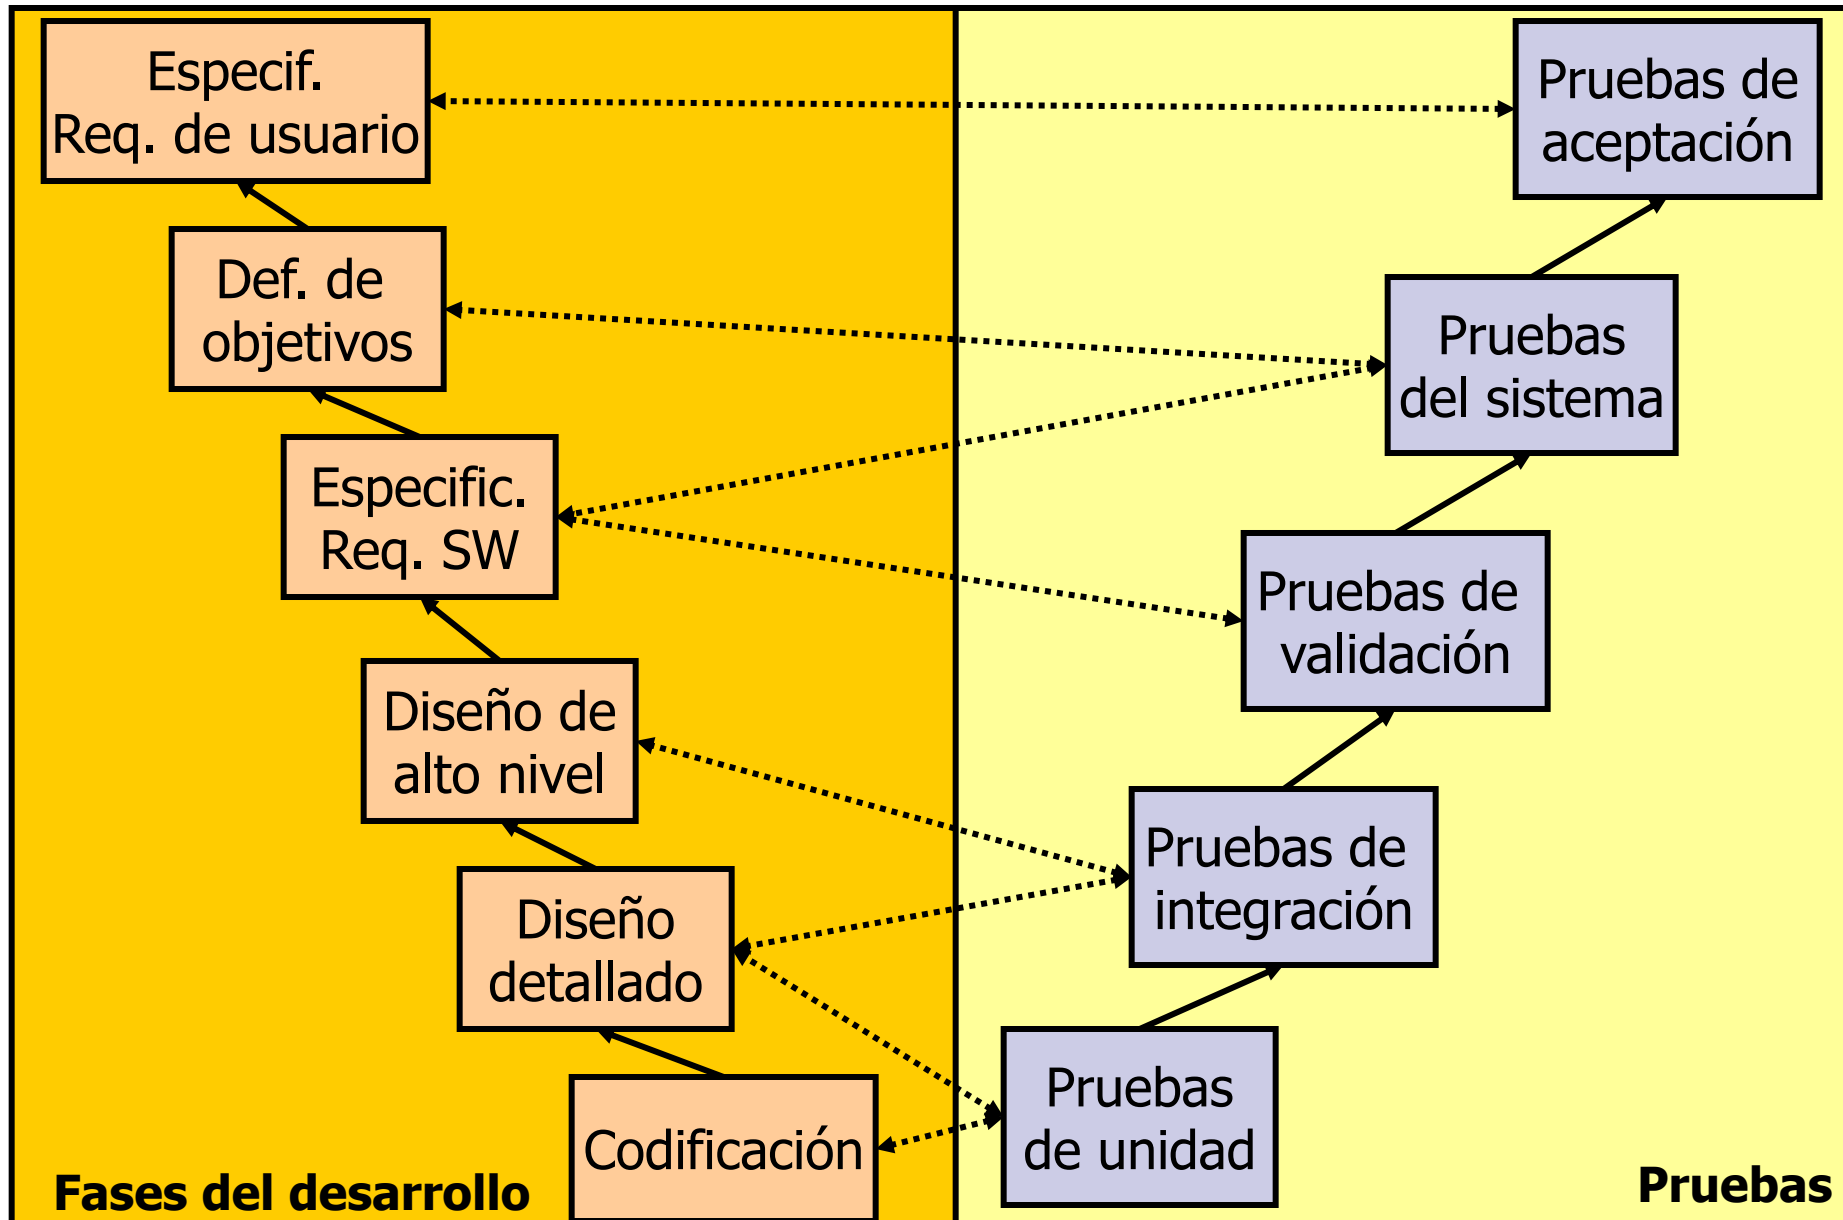 Especif.
Req. de usuario
Def. de
objetivos
Especific.
Req. SW
Diseño de
alto nivel
Diseño
detallado
Codificación
Fases del desarrollo
Pruebas de
aceptación
Pruebas
del sistema
Pruebas de
validación
Pruebas de
integración
Pruebas
de unidad
Pruebas